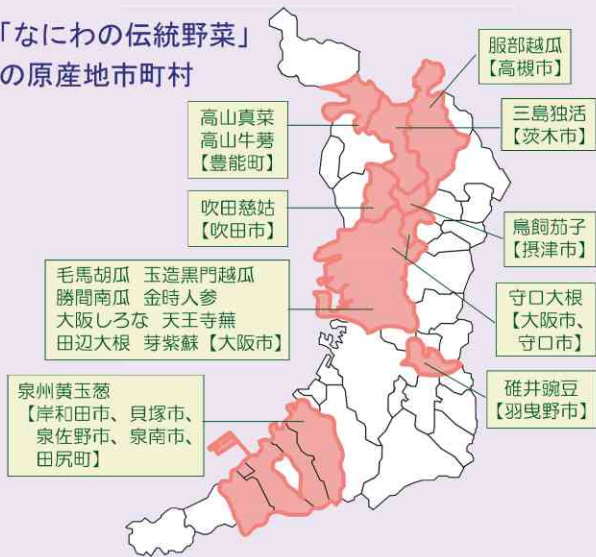 「なにわの伝統野菜」
の原産地市町村
服部越瓜
【高槻市】
高山真菜
高山牛蒡
【豊能町】
三島独活
【茨木市】
吹田慈姑
【吹田市】
鳥飼茄子
【摂津市】
毛馬胡瓜 玉造黒門越瓜
勝間南瓜 金時人参
大阪しろな 天王寺蕪
田辺大根 芽紫蘇【大阪市】
守口大根
【大阪市、
守口市】
泉州黄玉葱
【岸和田市、貝塚市、
泉佐野市、泉南市、
田尻町】
碓井豌豆
【羽曳野市】